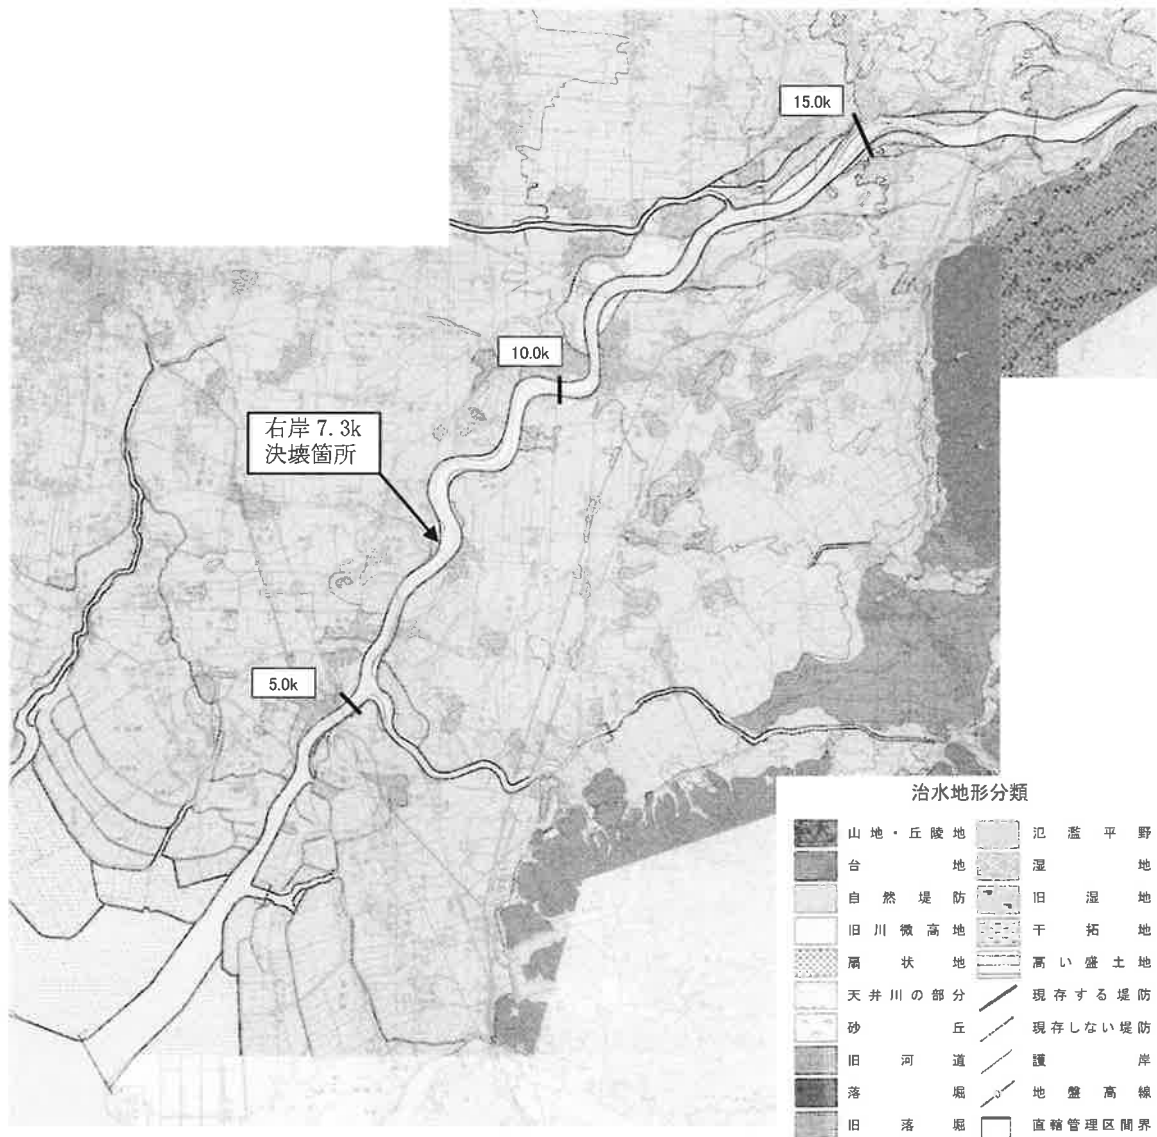 15.0k
10.0k
右岸 7.3k
決壊箇所
5.0k
治水地形分類
山地・丘陵地
台地
自然堤防
旧川微高地
扇状地
天井川の部分
砂丘
旧河道
落堀
旧落堀
氾濫平野
湿地
旧湿地
干拓地
高い盛土地
現存する堤防
現存しない堤防
護岸
地盤高線
直轄管理区間界